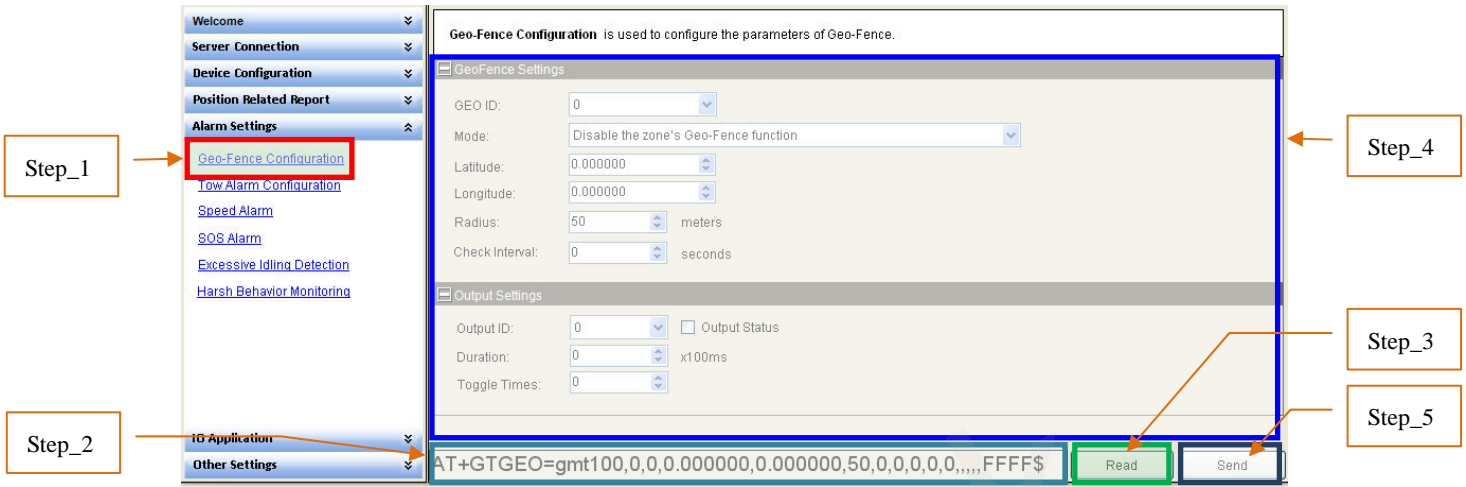 Welcome
Server Connection
Device Configuration
Position Related Report
Alarm Settings
Geo-Fence Configuration
Tow Alarm Configuration
Speed Alarm
SOS Alarm
Excessive Idling Detection
Harsh Behavior Monitoring
IO Application
Other Settings
Geo-Fence Configuration is used to configure the parameters of Geo-Fence.
GeoFence Settings
GEO ID: 0
Mode: Disable the zone's Geo-Fence function
Latitude: 0.000000
Longitude: 0.000000
Radius: 50 meters
Check Interval: 0 seconds
Output Settings
Output ID: 0 Output Status
Duration: 0 x100ms
Toggle Times: 0
AT+GTGEO=gmt100,0,0,0.000000,0.000000,50,0,0,0,0,0,,,,,FFFF$
Read
Send
Step_1
Step_2
Step_4
Step_3
Step_5